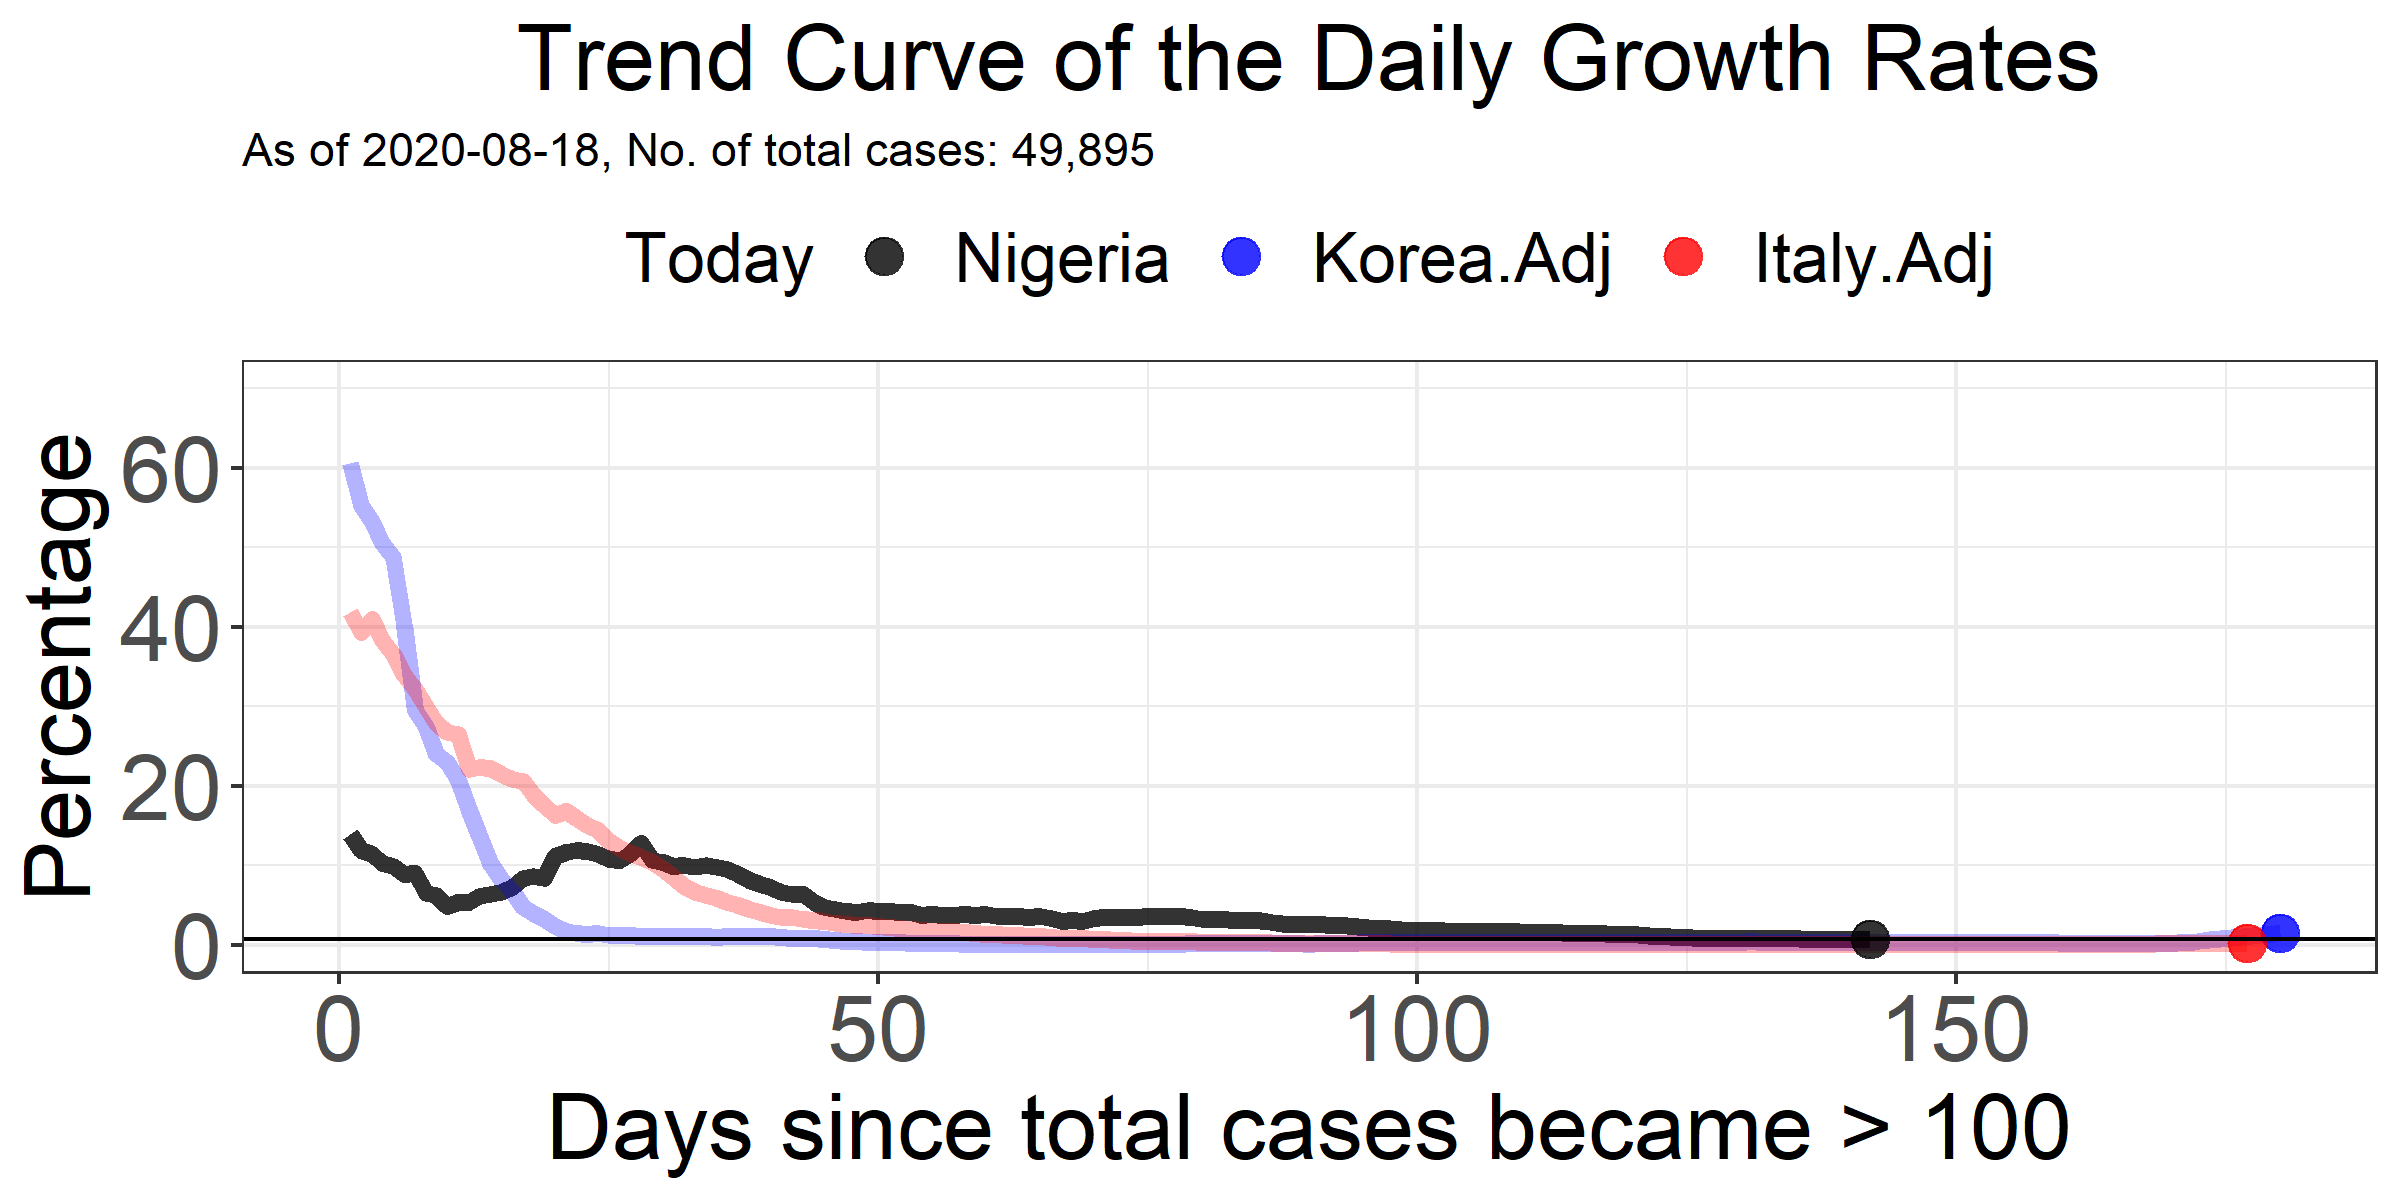 Trend Curve of the Daily Growth Rates
As of 2020-08-18, No. of total cases: 49,895
Today Nigeria Korea.Adj Italy.Adj
Percentage
60
40
20
0
0 50 100 150
Days since total cases became > 100